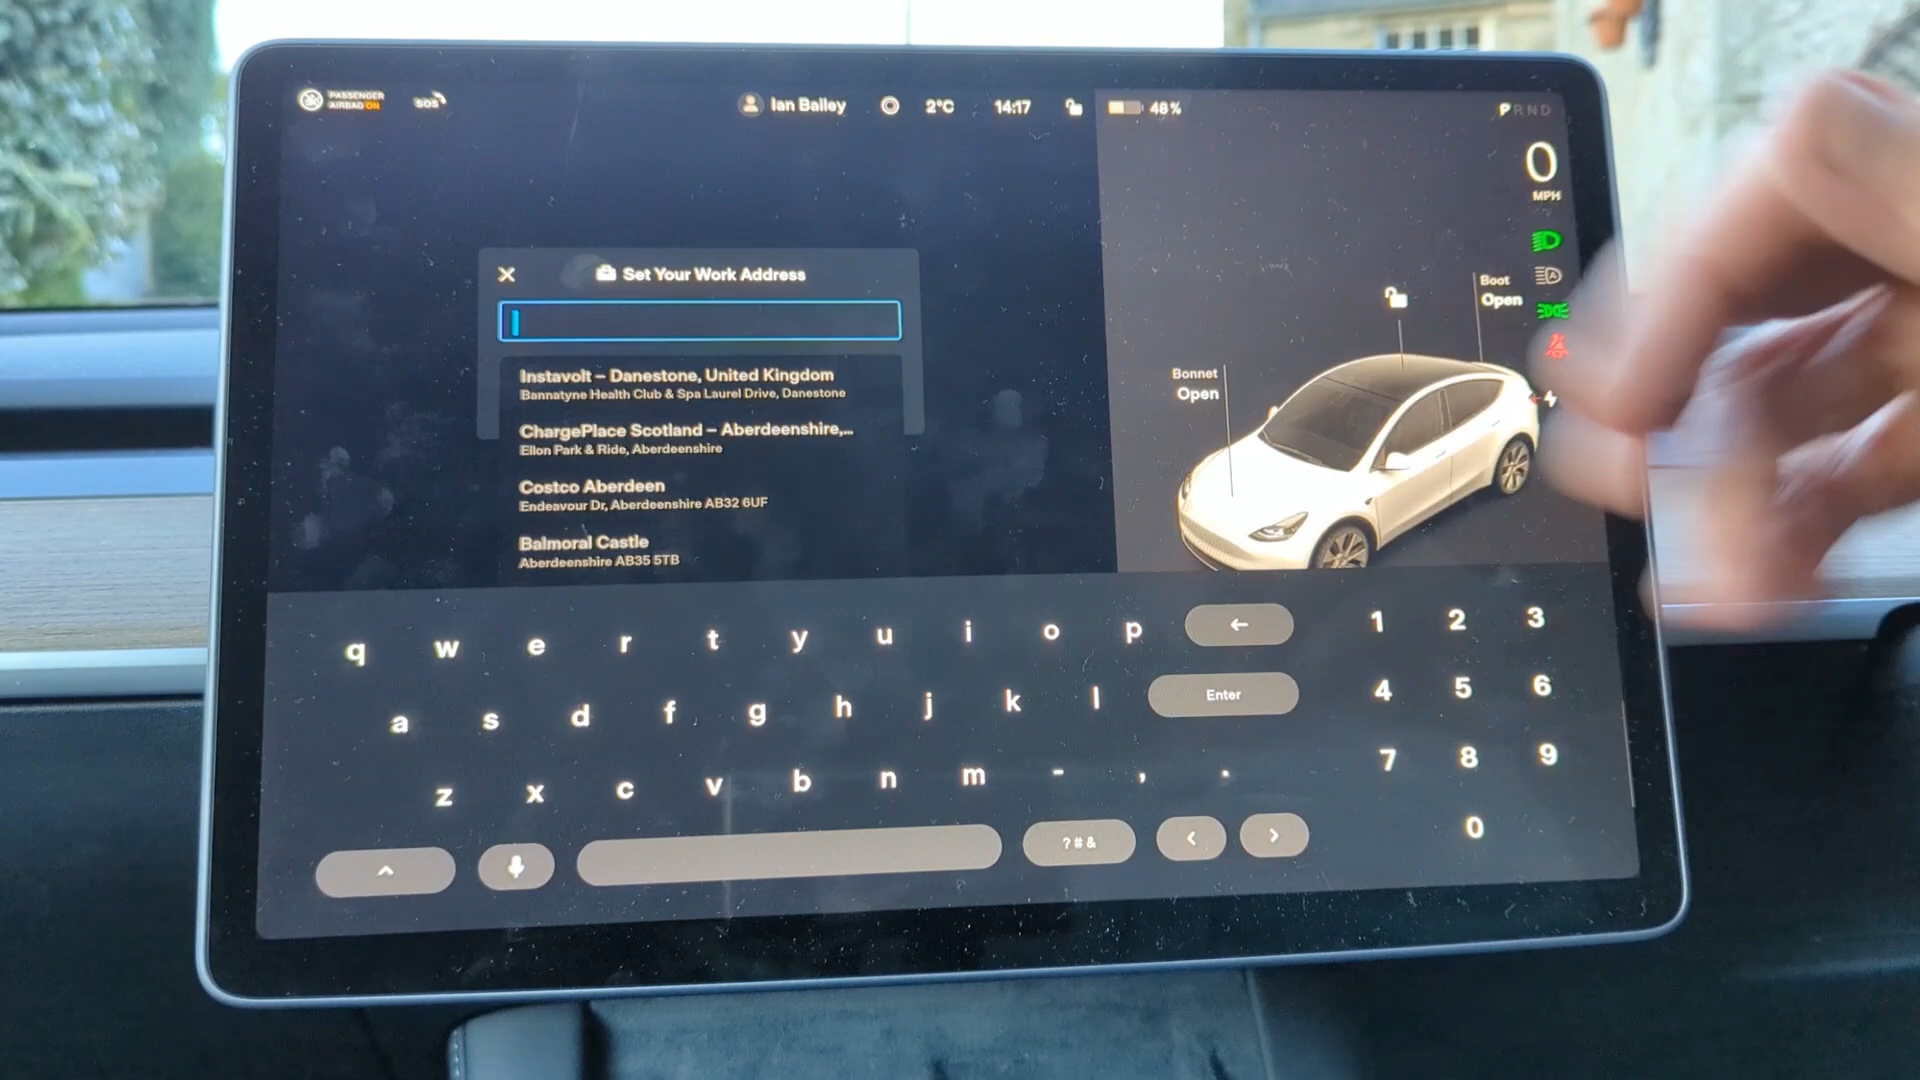 PASSENGER
AIRBAG ON
SOS
Ian Bailey
2°C
14:17
48%
PRND
0
MPH
Set Your Work Address
Instavolt – Danestone, United Kingdom
Bannatyne Health Club & Spa Laurel Drive, Danestone
ChargePlace Scotland – Aberdeenshire,...
Ellon Park & Ride, Aberdeenshire
Costco Aberdeen
Endeavour Dr, Aberdeenshire AB32 6UF
Balmoral Castle
Aberdeenshire AB35 5TB
Boot
Open
Bonnet
Open
q w e r t y u i o p 1 2 3
a s d f g h j k l Enter 4 5 6
z x c v b n m - , . 7 8 9
?#& < > 0